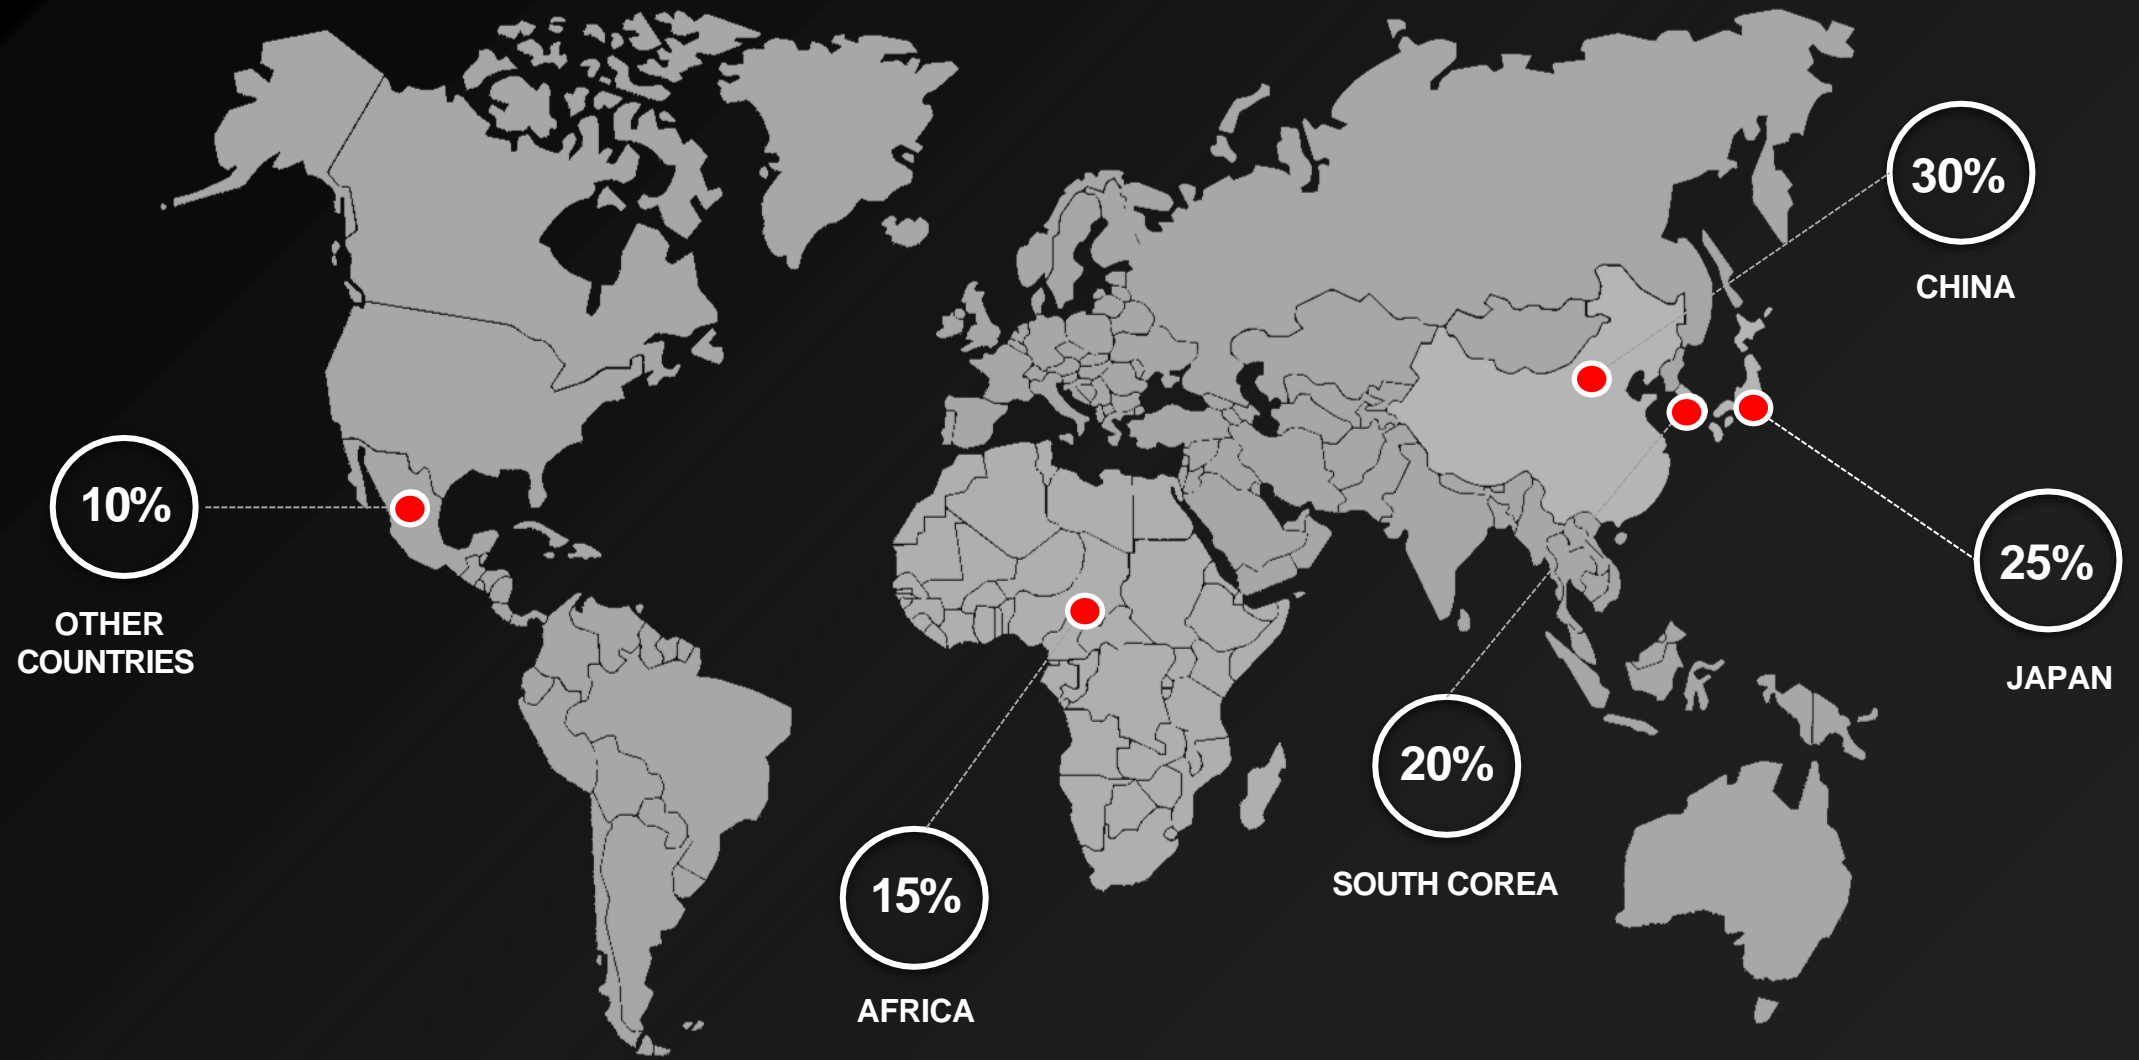 30%
CHINA
10%
OTHER
COUNTRIES
25%
JAPAN
20%
SOUTH COREA
15%
AFRICA